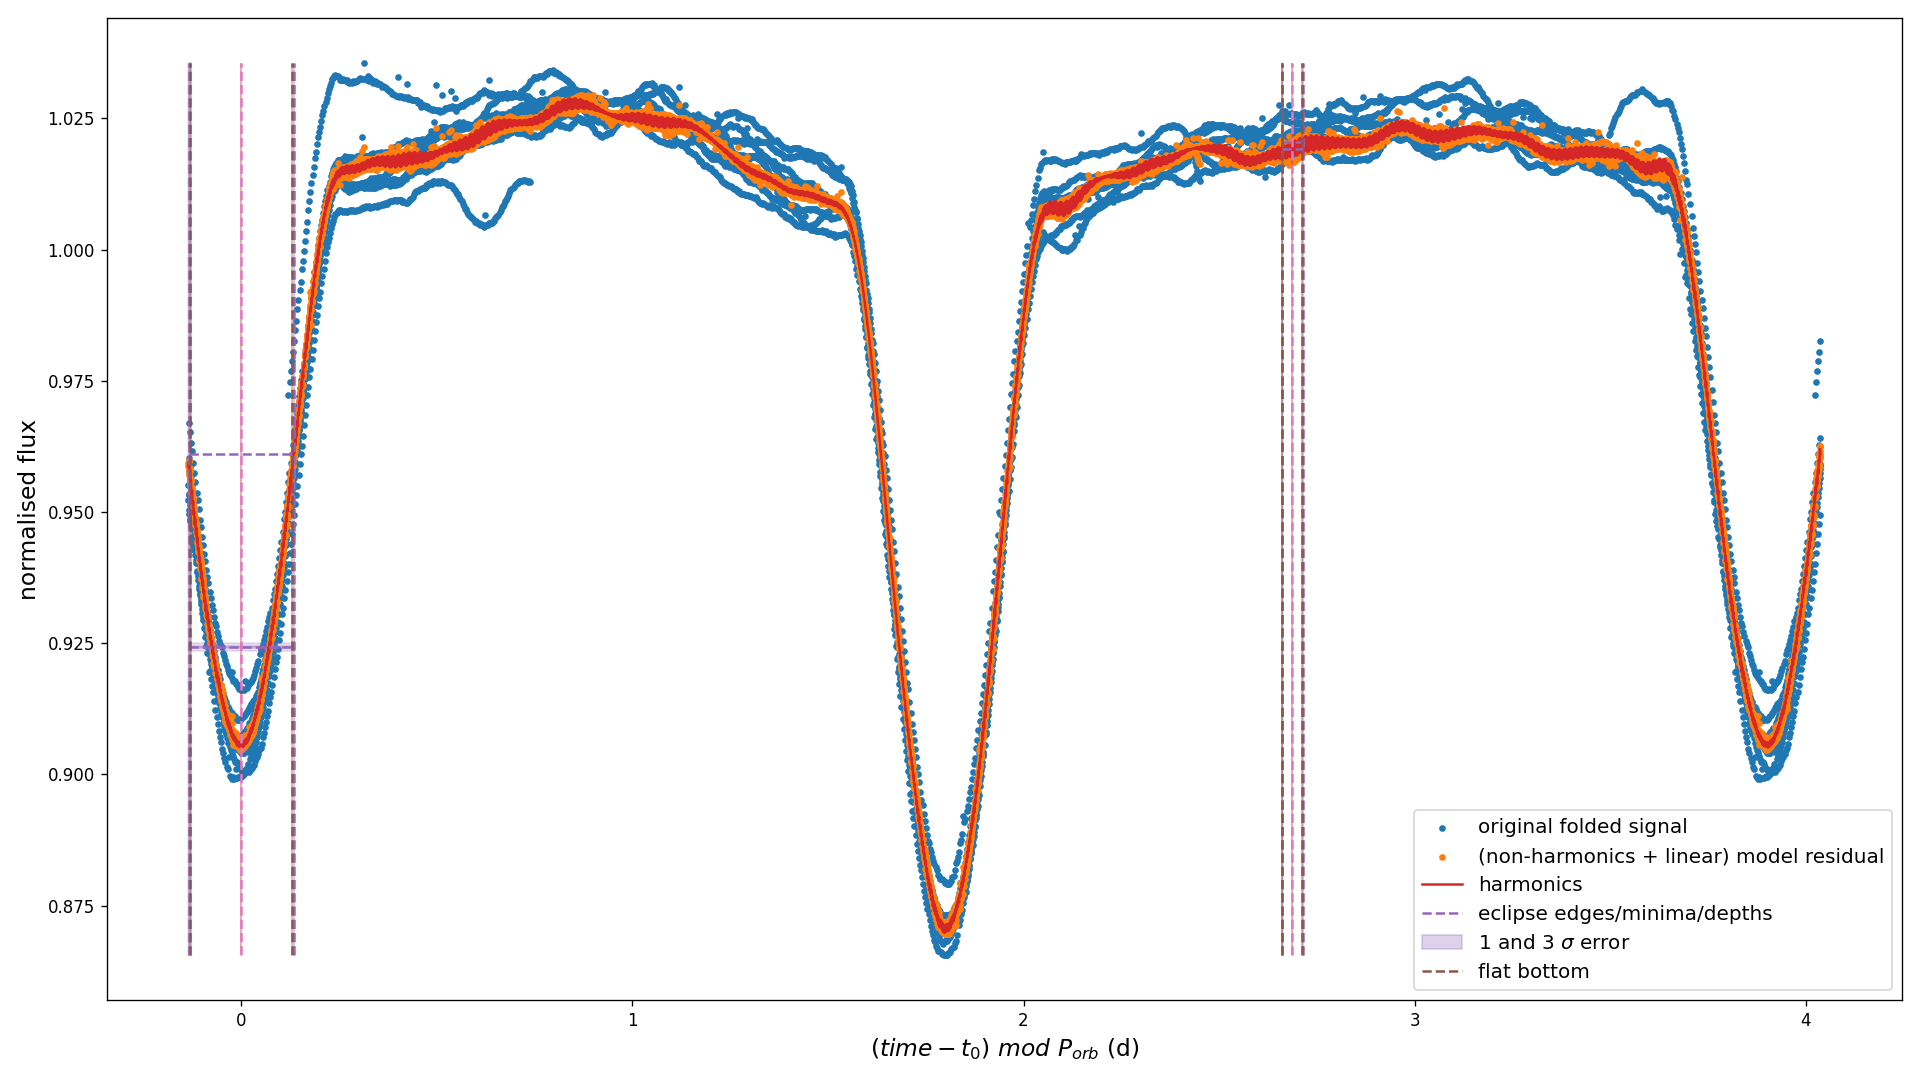 normalised flux
1.025
1.000
0.975
0.950
0.925
0.900
0.875
0 1 2 3 4
(time − t₀) mod Pₒᵣb (d)
original folded signal
(non-harmonics + linear) model residual
harmonics
eclipse edges/minima/depths
1 and 3 σ error
flat bottom